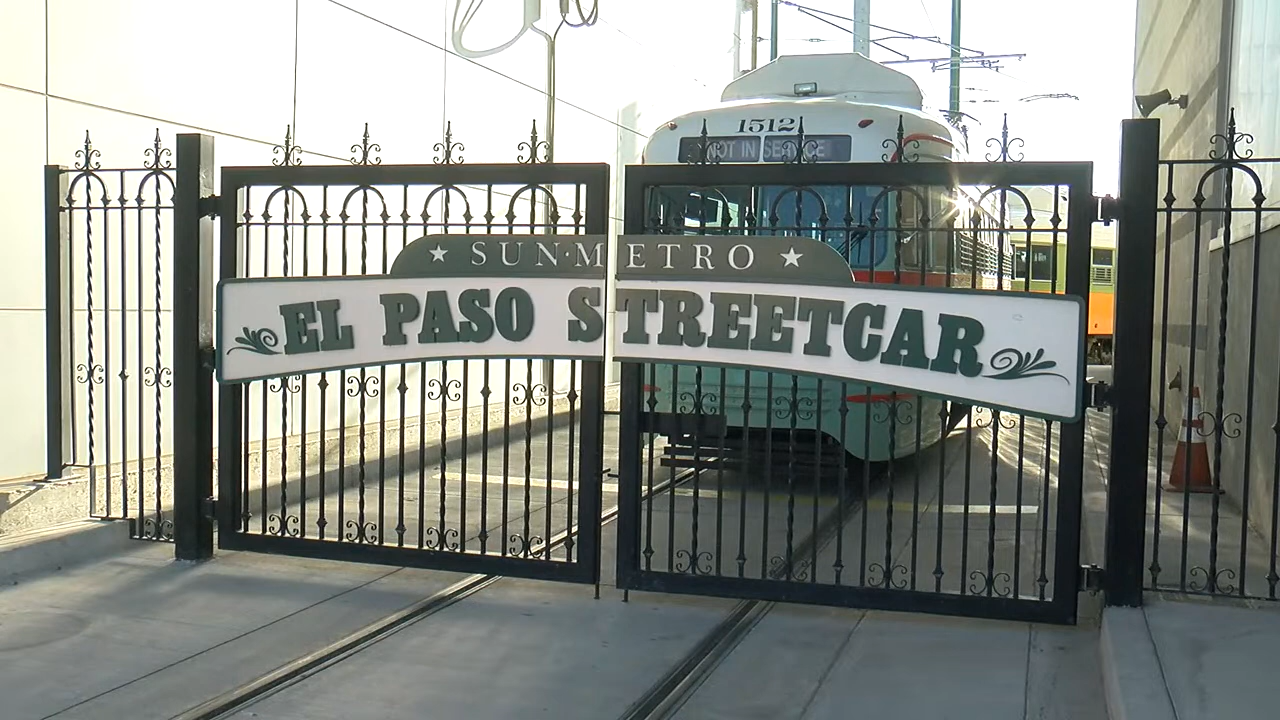 1512
NOT IN SERVICE
SUN·METRO
EL PASO STREETCAR